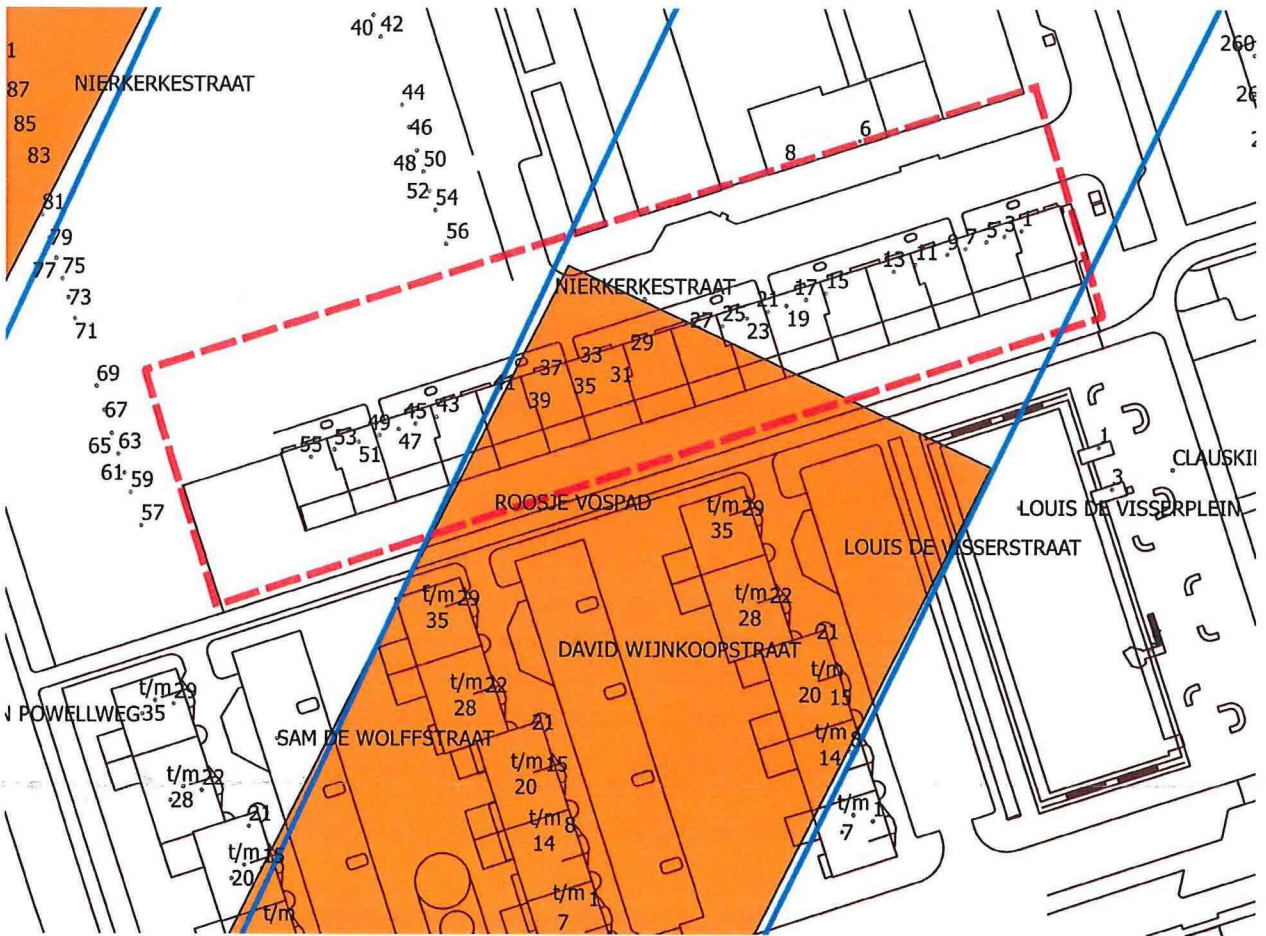 40 42
260
1
87
NIERKERKESTRAAT
85
83
44
46
48 50
52 54
56
26
8 6
81
79
77 75
73
71
13 11 9 7 5 3 1
NIERKERKESTRAAT
27 25 23 21 19 17 15
69
67
65 63
61 59
57
41 37 33 29
39 35 31
55 53 51 49 47 45 43
1
3
CLAUSKI
ROOSJE VOSPAD
LOUIS DE VISSERPLEIN
LOUIS DE VISSERSTRAAT
t/m 29
35
t/m 29
35
t/m 22
28
21
DAVID WIJNKOOPSTRAAT
t/m 22
28
t/m
20 15
t/m 29
N POWELLWEG 35
SAM DE WOLFFSTRAAT
21
t/m 8
14
t/m 22
28
t/m 15
20
t/m 1
7
21
t/m 8
14
t/m 15
20
t/m 1
7
t/m